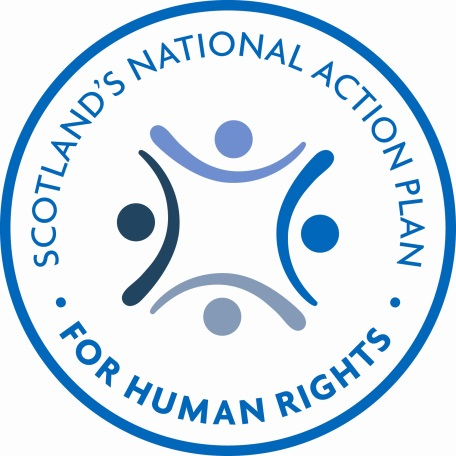 SCOTLAND'S NATIONAL ACTION PLAN
• FOR HUMAN RIGHTS •